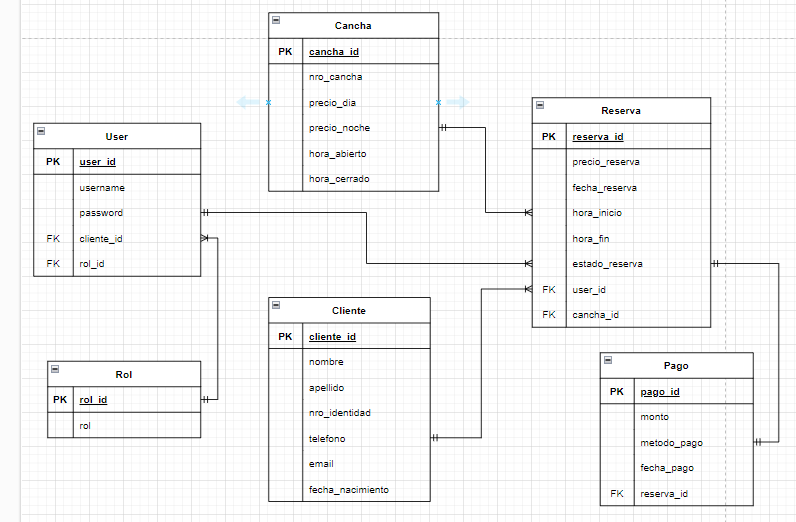 Cancha
PK cancha_id
nro_cancha
precio_dia
precio_noche
hora_abierto
hora_cerrado
User
PK user_id
username
password
FK cliente_id
FK rol_id
Reserva
PK reserva_id
precio_reserva
fecha_reserva
hora_inicio
hora_fin
estado_reserva
FK user_id
FK cancha_id
Cliente
PK cliente_id
nombre
apellido
nro_identidad
telefono
email
fecha_nacimiento
Rol
PK rol_id
rol
Pago
PK pago_id
monto
metodo_pago
fecha_pago
FK reserva_id